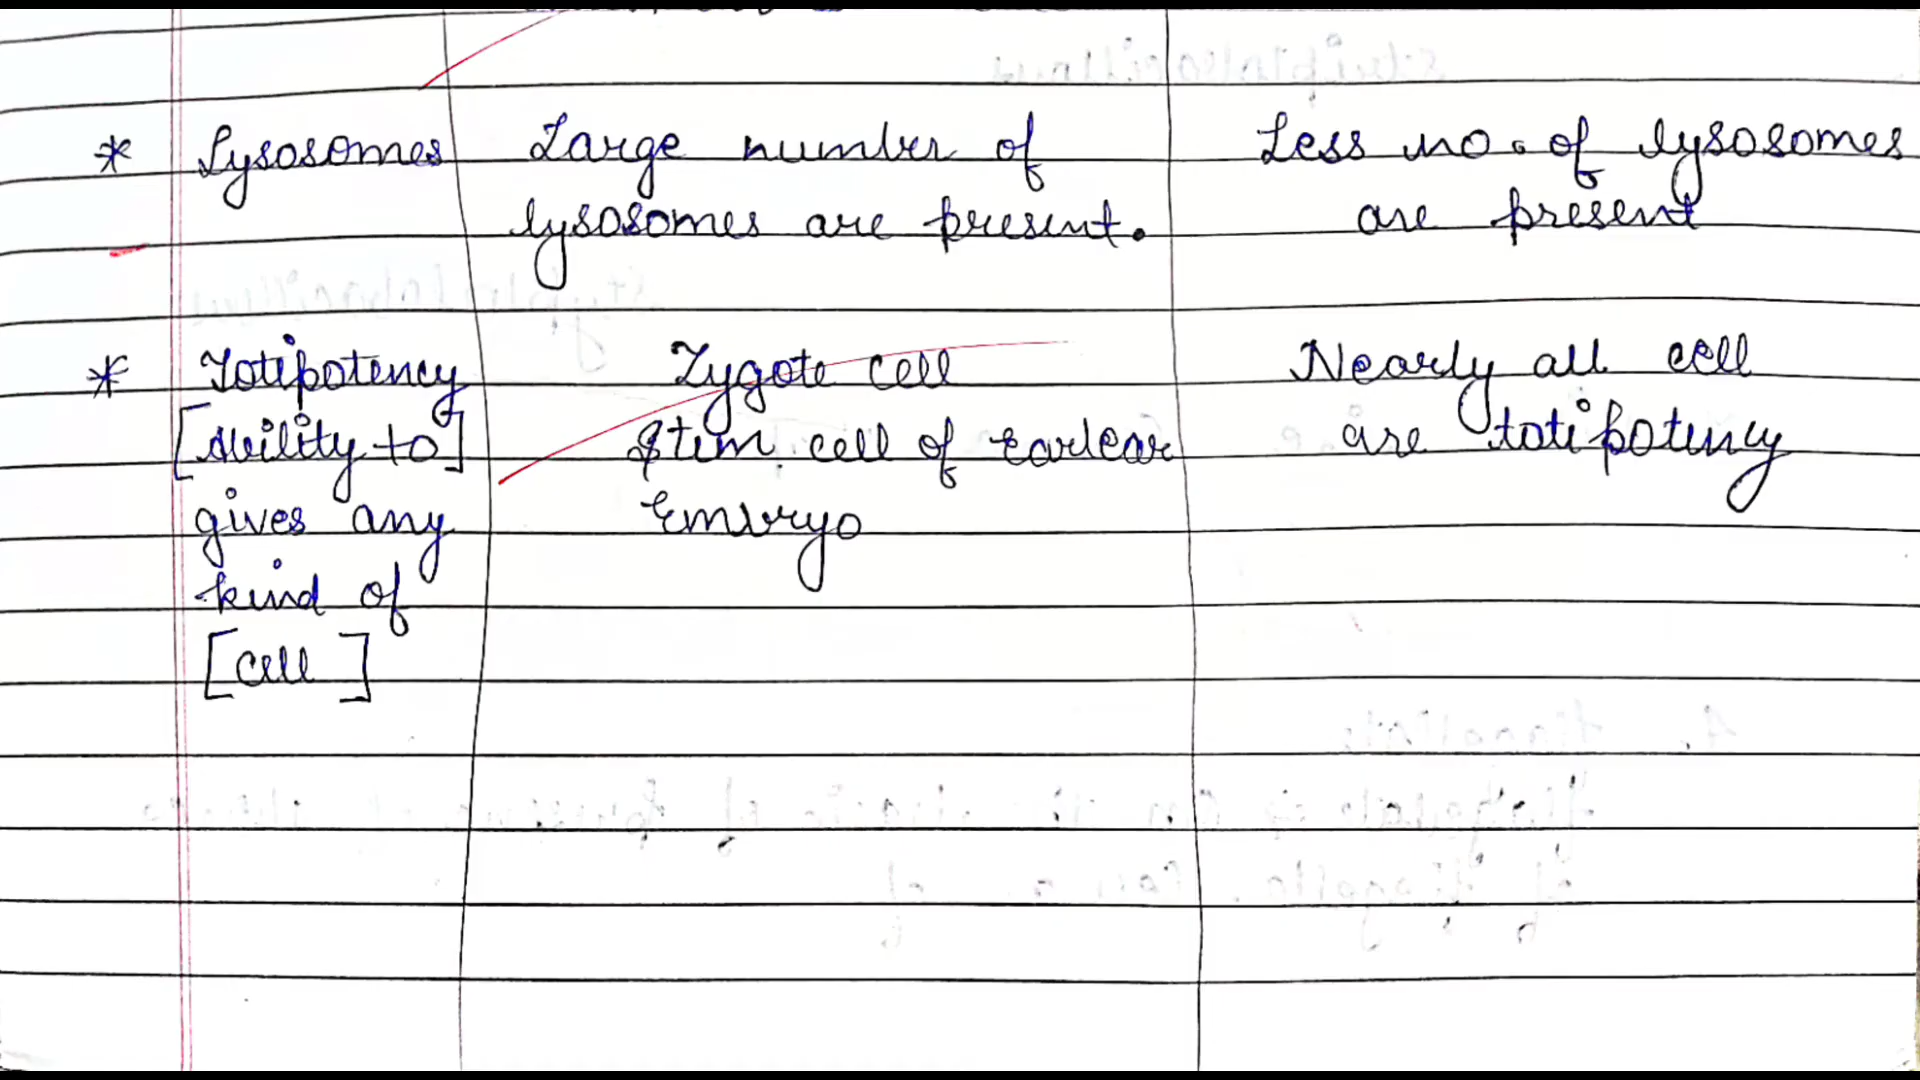 * Lysosomes Large number of Less no. of lysosomes
lysosomes are present. are present
* Totipotency Zygote cell Nearly all cell
[Ability to] Stem cell of Earlear are totipotency
gives any Embryo
kind of
[cell]